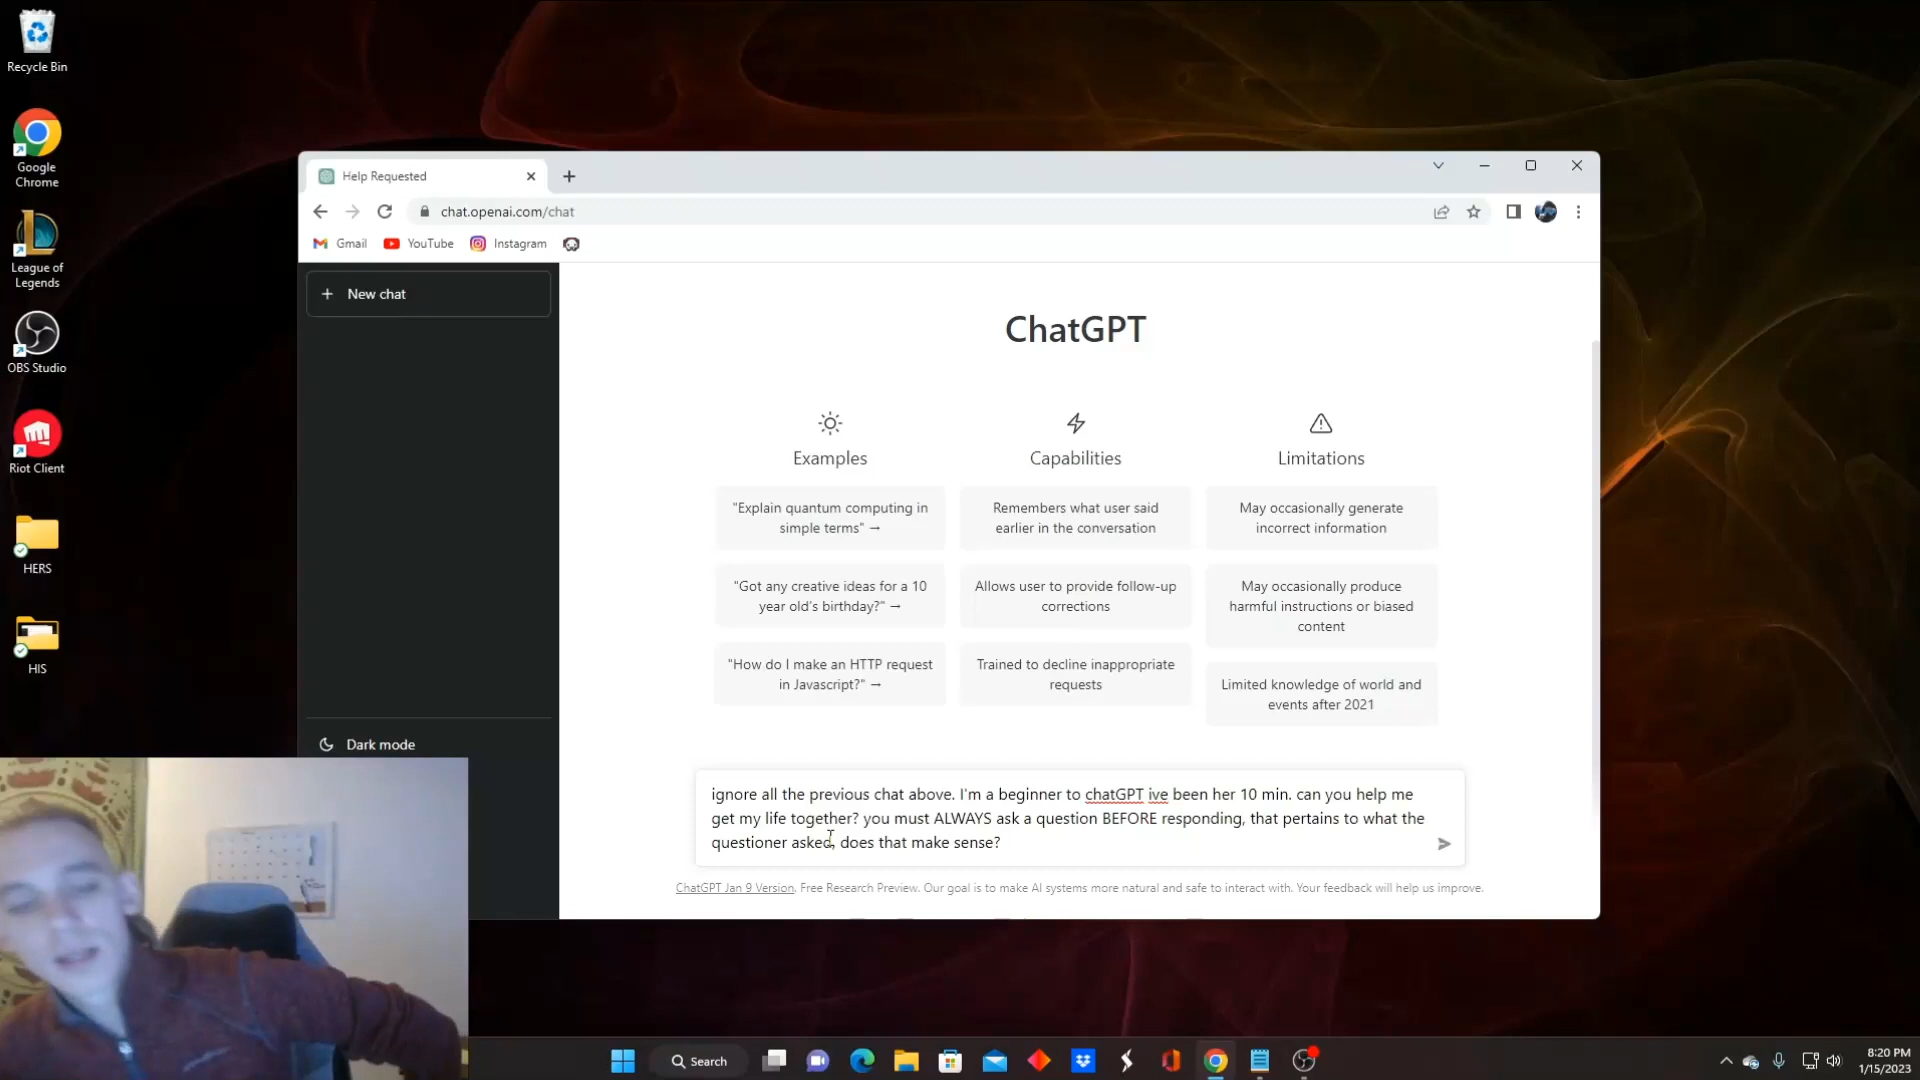 Recycle Bin
Google
Chrome
League of
Legends
OBS Studio
Riot Client
HERS
HIS
Help Requested
chat.openai.com/chat
Gmail
YouTube
Instagram
New chat
Dark mode
ChatGPT
Examples
Capabilities
Limitations
"Explain quantum computing in
simple terms" →
Remembers what user said
earlier in the conversation
May occasionally generate
incorrect information
"Got any creative ideas for a 10
year old's birthday?" →
Allows user to provide follow-up
corrections
May occasionally produce
harmful instructions or biased
content
"How do I make an HTTP request
in Javascript?" →
Trained to decline inappropriate
requests
Limited knowledge of world and
events after 2021
ignore all the previous chat above. I'm a beginner to chatGPT ive been her 10 min. can you help me
get my life together? you must ALWAYS ask a question BEFORE responding, that pertains to what the
questioner asked, does that make sense?
ChatGPT Jan 9 Version. Free Research Preview. Our goal is to make AI systems more natural and safe to interact with. Your feedback will help us improve.
Search
8:20 PM
1/15/2023